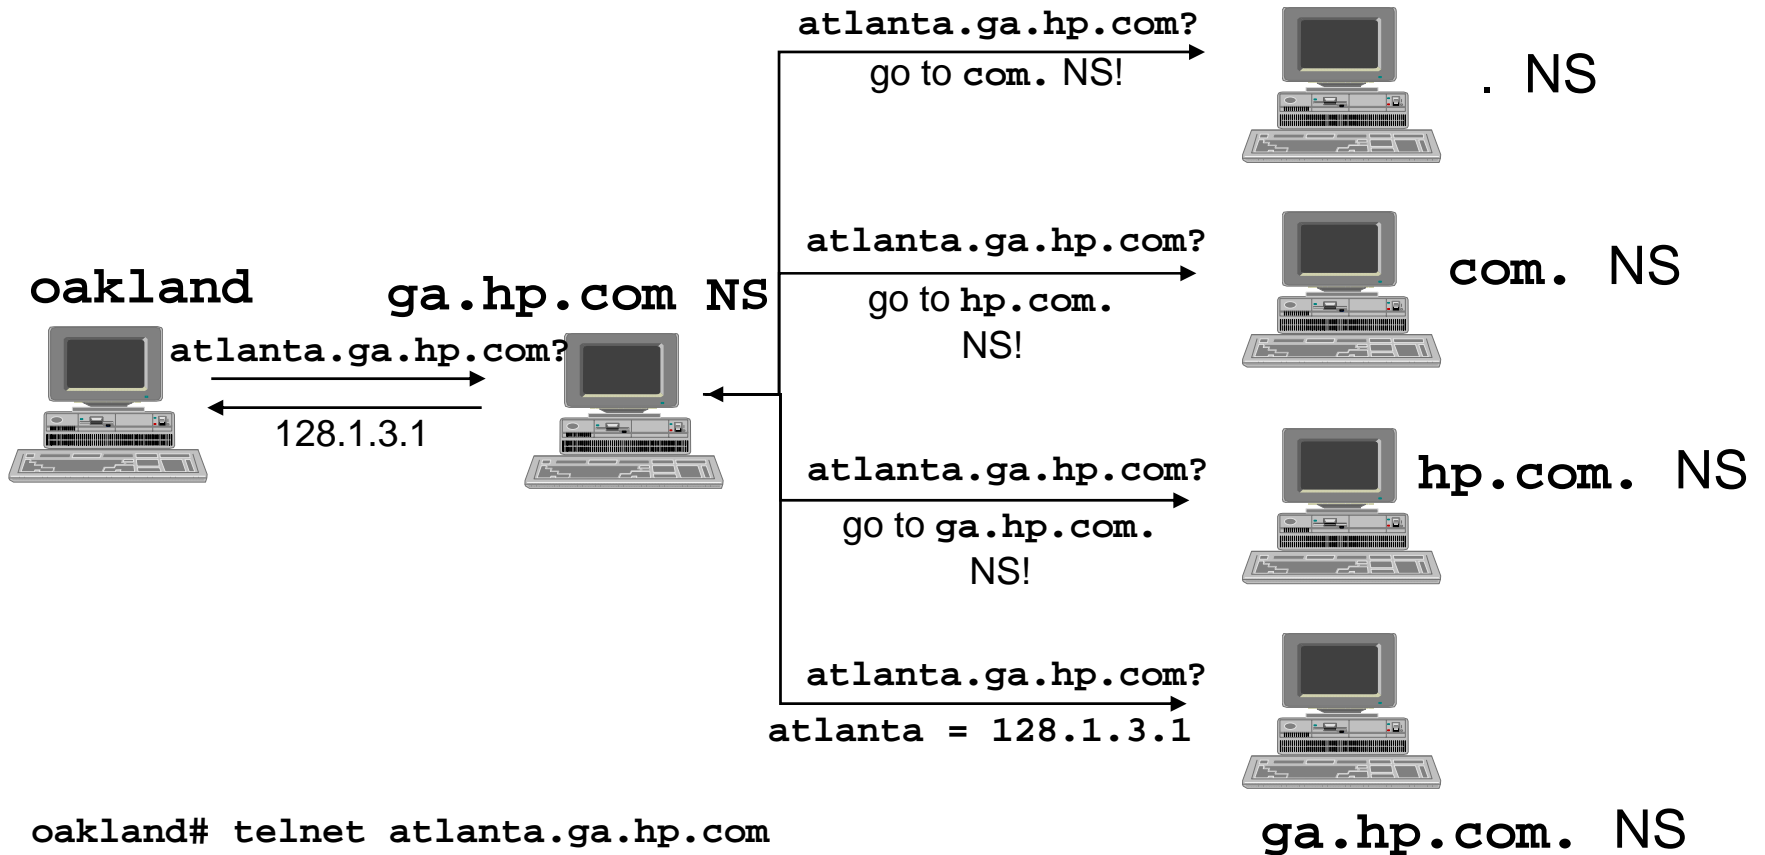 atlanta.ga.hp.com?
go to com. NS!
. NS
atlanta.ga.hp.com?
go to hp.com.
NS!
com. NS
oakland
ga.hp.com NS
atlanta.ga.hp.com?
128.1.3.1
atlanta.ga.hp.com?
go to ga.hp.com.
NS!
hp.com. NS
atlanta.ga.hp.com?
atlanta = 128.1.3.1
ga.hp.com. NS
oakland# telnet atlanta.ga.hp.com